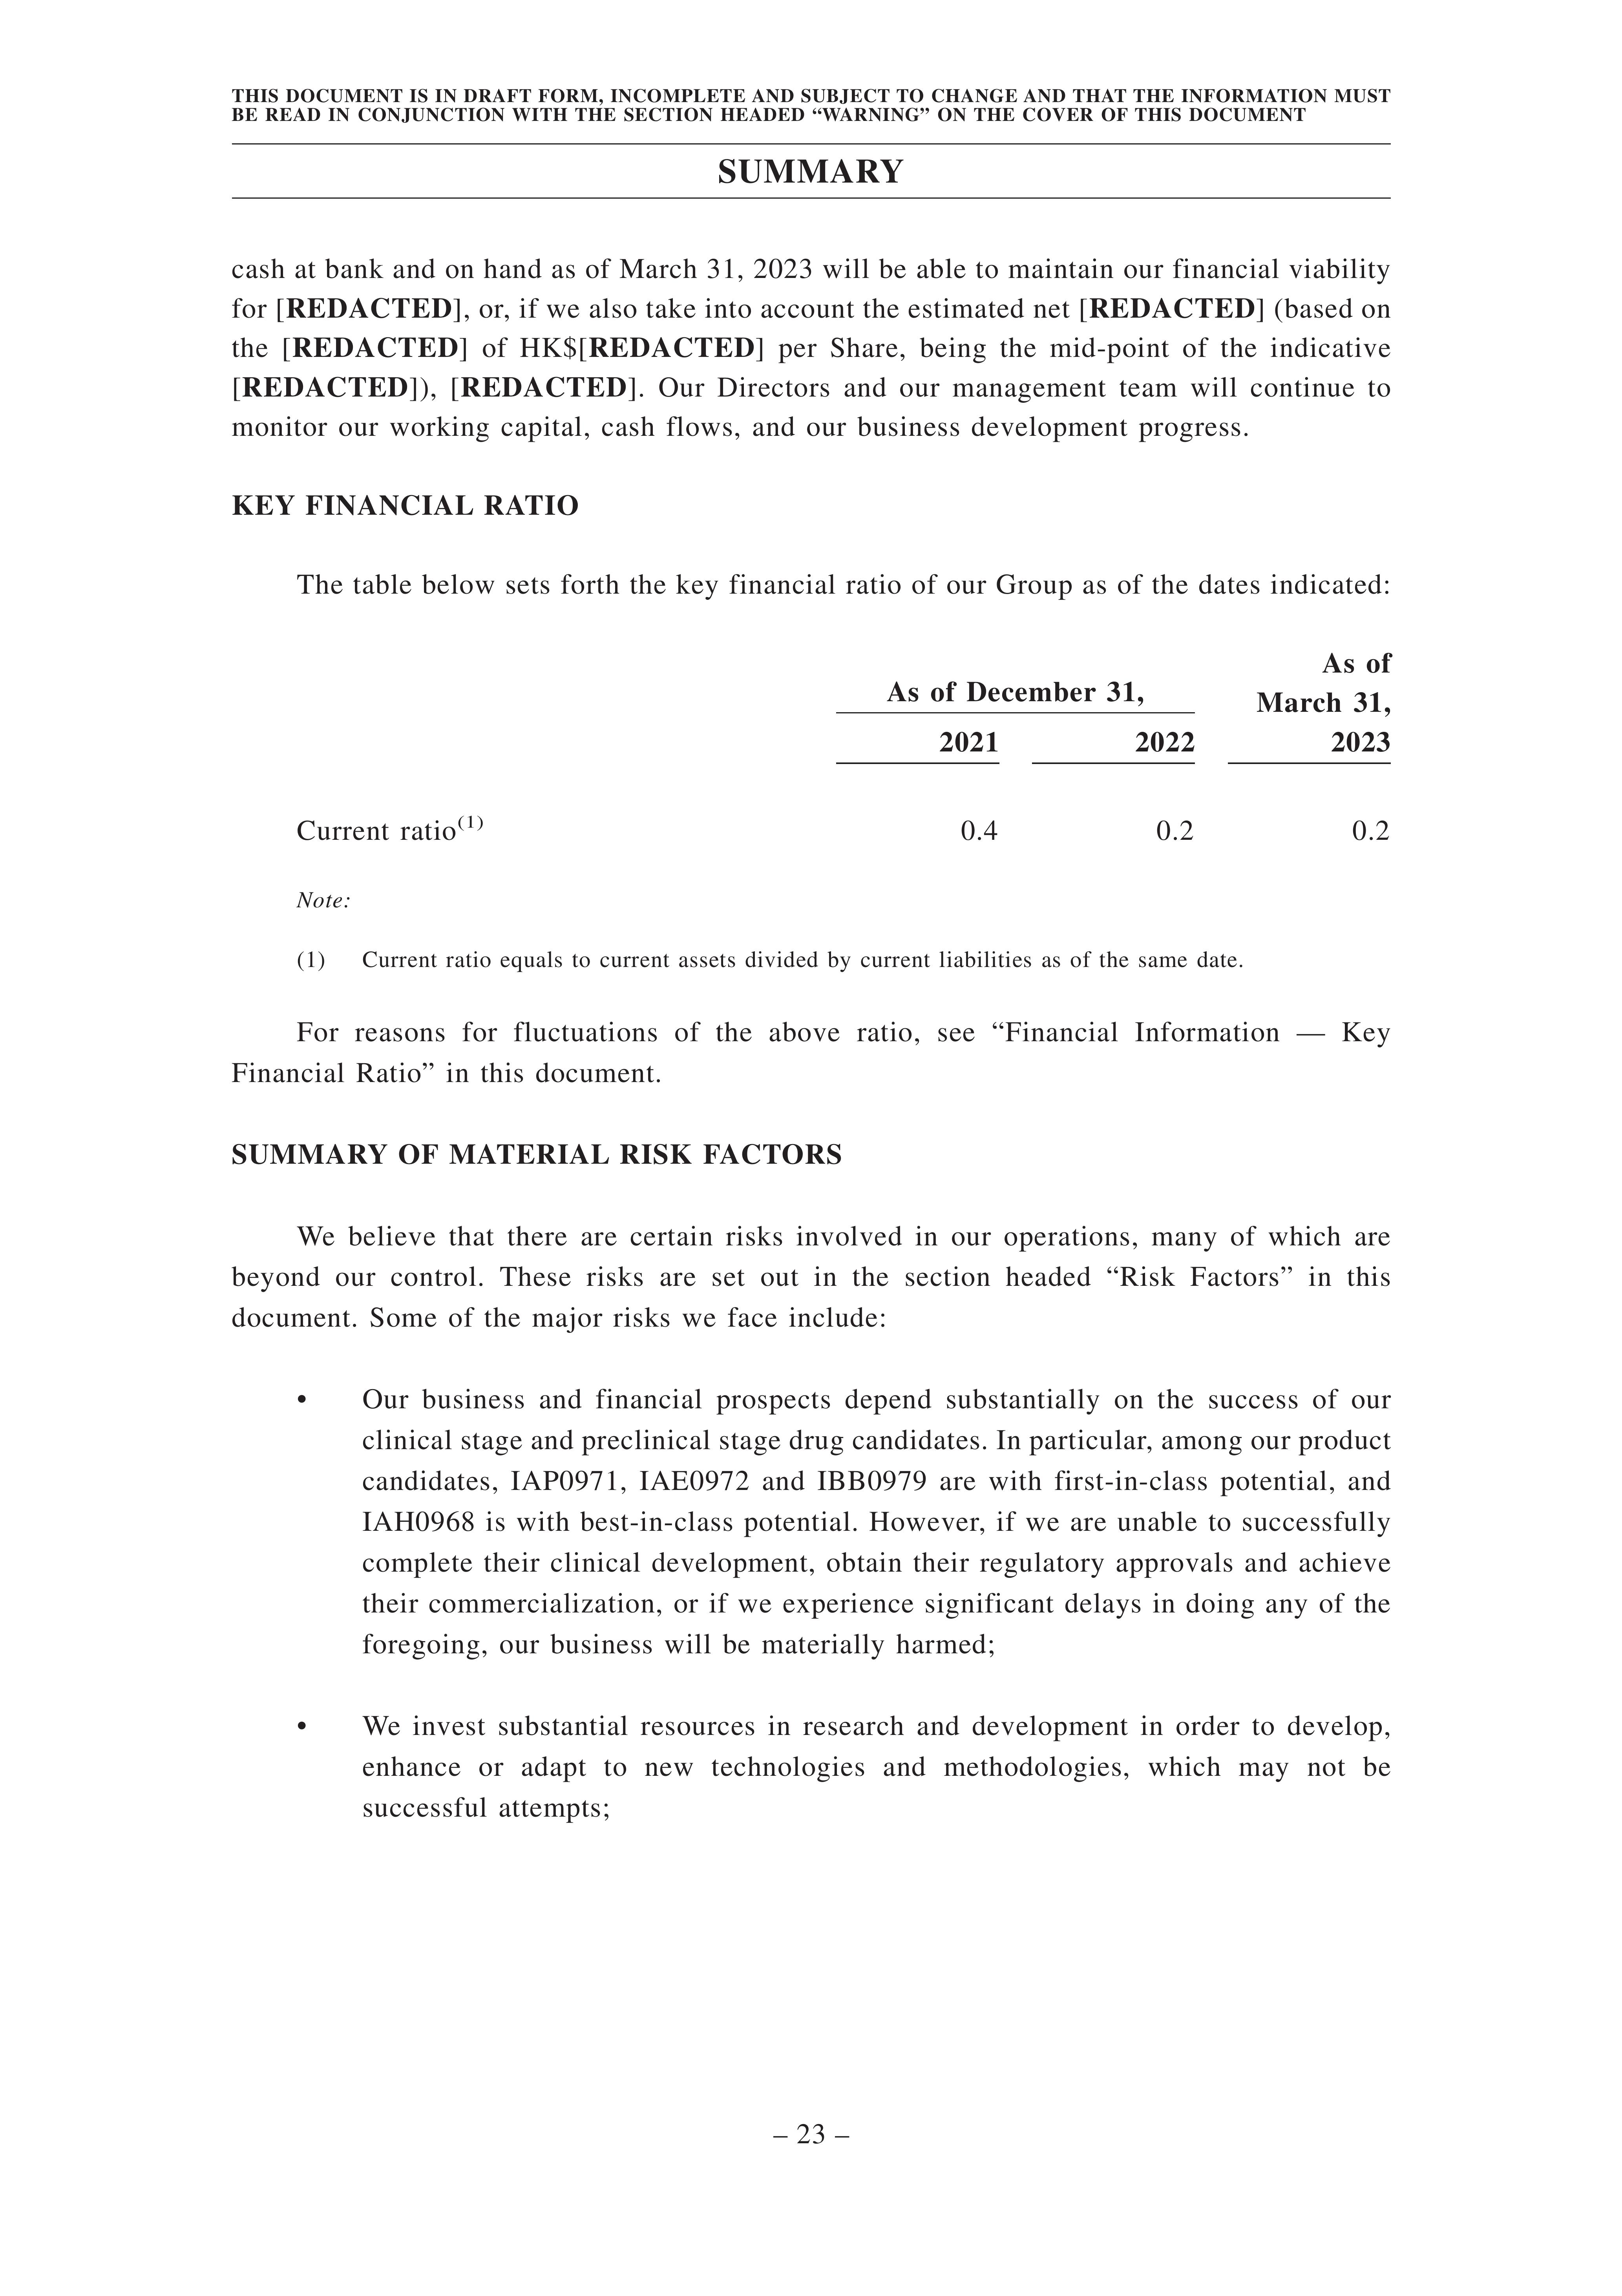 THIS DOCUMENT IS IN DRAFT FORM, INCOMPLETE AND SUBJECT TO CHANGE AND THAT THE INFORMATION MUST
BE READ IN CONJUNCTION WITH THE SECTION HEADED “WARNING” ON THE COVER OF THIS DOCUMENT
SUMMARY
cash at bank and on hand as of March 31, 2023 will be able to maintain our financial viability
for [REDACTED], or, if we also take into account the estimated net [REDACTED] (based on
the [REDACTED] of HK$[REDACTED] per Share, being the mid-point of the indicative
[REDACTED]), [REDACTED]. Our Directors and our management team will continue to
monitor our working capital, cash flows, and our business development progress.
KEY FINANCIAL RATIO
The table below sets forth the key financial ratio of our Group as of the dates indicated:
As of December 31,
As of
March 31,
2021 2022 2023
Current ratio(1) 0.4 0.2 0.2
Note:
(1) Current ratio equals to current assets divided by current liabilities as of the same date.
For reasons for fluctuations of the above ratio, see “Financial Information — Key
Financial Ratio” in this document.
SUMMARY OF MATERIAL RISK FACTORS
We believe that there are certain risks involved in our operations, many of which are
beyond our control. These risks are set out in the section headed “Risk Factors” in this
document. Some of the major risks we face include:
• Our business and financial prospects depend substantially on the success of our
clinical stage and preclinical stage drug candidates. In particular, among our product
candidates, IAP0971, IAE0972 and IBB0979 are with first-in-class potential, and
IAH0968 is with best-in-class potential. However, if we are unable to successfully
complete their clinical development, obtain their regulatory approvals and achieve
their commercialization, or if we experience significant delays in doing any of the
foregoing, our business will be materially harmed;
• We invest substantial resources in research and development in order to develop,
enhance or adapt to new technologies and methodologies, which may not be
successful attempts;
– 23 –